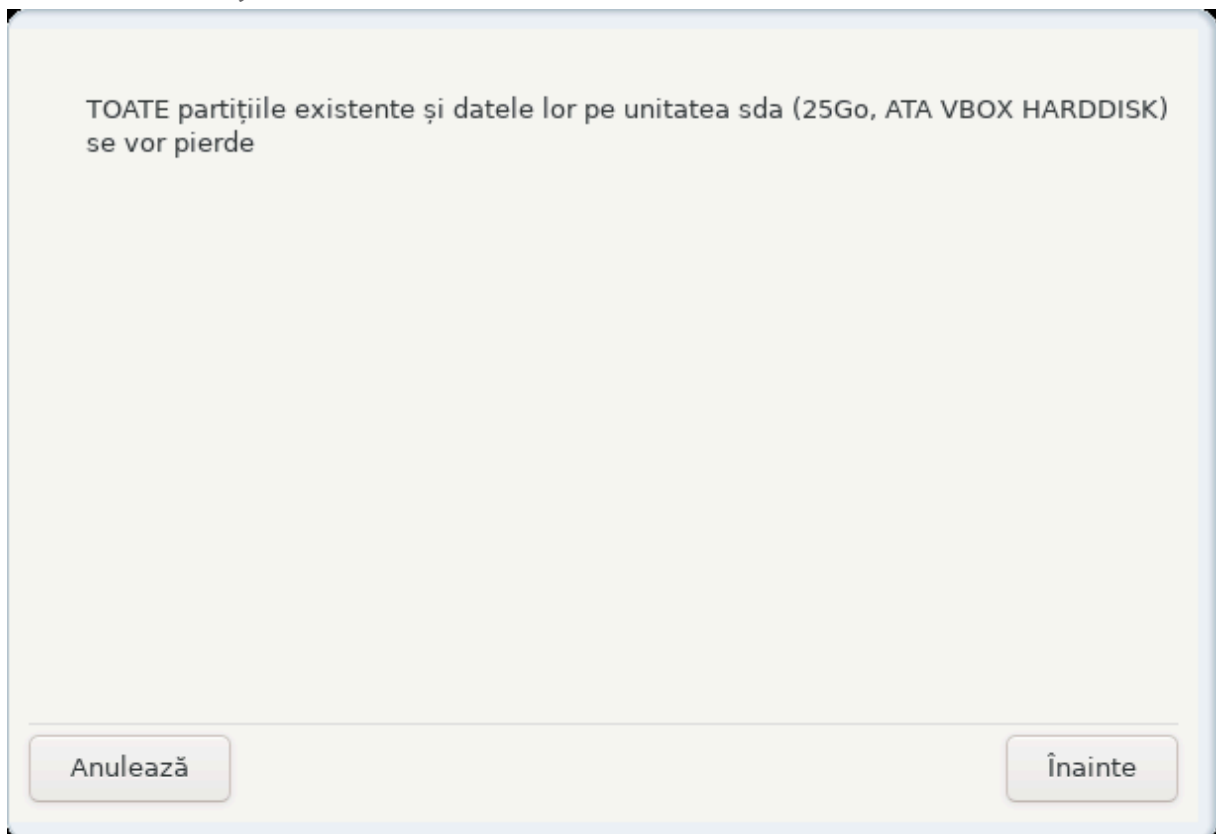 TOATE partițiile existente și datele lor pe unitatea sda (25Go, ATA VBOX HARDDISK)
se vor pierde
Anulează
Înainte